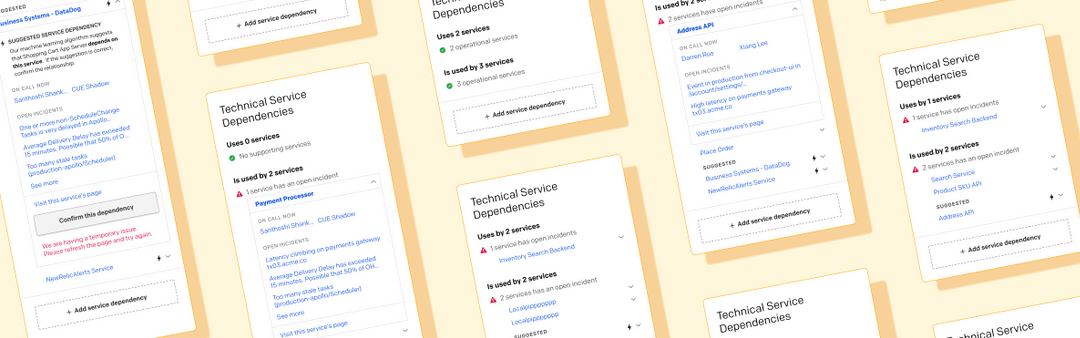 SUGGESTED
Business Systems - DataDog
SUGGESTED SERVICE DEPENDENCY
Our machine learning algorithm suggests
that Shopping Cart App Server depends on
this service. If the suggestion is correct,
confirm the relationship.
ON CALL NOW
Santhoshi Shank... CUE Shadow
OPEN INCIDENTS
One or more non-ScheduleChange
Tasks is very delayed in Apollo...
Average Delivery Delay has exceeded
15 minutes. Possible that 50% of O...
Too many stale tasks
(production-apollo/Scheduler)
See more
Visit this service's page
Confirm this dependency
We are having a temporary issue.
Please refresh the page and try again.
NewRelicAlerts Service
+ Add service dependency
+ Add service dependency
Technical Service
Dependencies
Uses 0 services
No supporting services
Is used by 2 services
1 service has an open incident
Payment Processor
ON CALL NOW
Santhoshi Shank... CUE Shadow
OPEN INCIDENTS
Latency climbing on payments gateway
tx03.acme.co
Average Delivery Delay has exceeded
15 minutes. Possible that 50% of OH...
Too many stale tasks
(production-apollo/Scheduler)
See more
Visit this service's page
Dependencies
Uses 2 services
2 operational services
Is used by 3 services
3 operational services
+ Add service dependency
Technical Service
Dependencies
Uses by 2 services
1 service has open incidents
Inventory Search Backend
Is used by 2 services
2 services have an open incident
Localpipppppppp
Localpipppppppp
SUGGESTED
Is used by 2
2 services have open incidents
Address API
ON CALL NOW
Darren Rus Xiang Lee
OPEN INCIDENTS
Event in production from checkout-ui in
/account/settings/...
High latency on payments gateway
tx03.acme.co
Visit this service's page
Place Order
SUGGESTED
Business Systems - DataDog
NewRelicAlerts Service
+ Add service dependency
Technical Service
Dependencies
Technical Service
Dependencies
Uses by 1 services
1 service has open incidents
Inventory Search Backend
Is used by 2 services
2 services have an open incident
Search Service
Product SKU API
SUGGESTED
Address API
+ Add service dependency
Technical Service